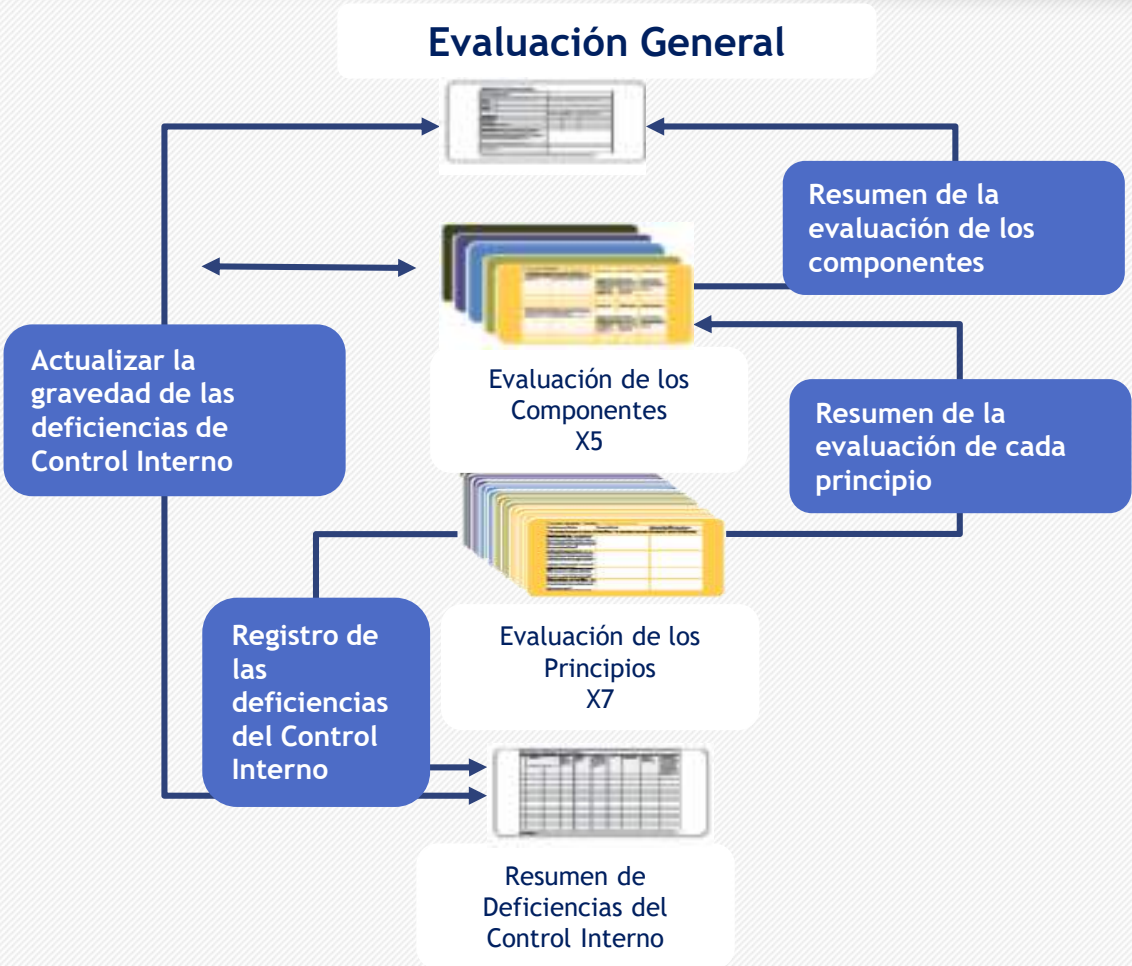 Evaluación General
Resumen de la
evaluación de los
componentes
Actualizar la
gravedad de las
deficiencias de
Control Interno
Evaluación de los
Componentes
X5
Resumen de la
evaluación de cada
principio
Registro de
las
deficiencias
del Control
Interno
Evaluación de los
Principios
X7
Resumen de
Deficiencias del
Control Interno